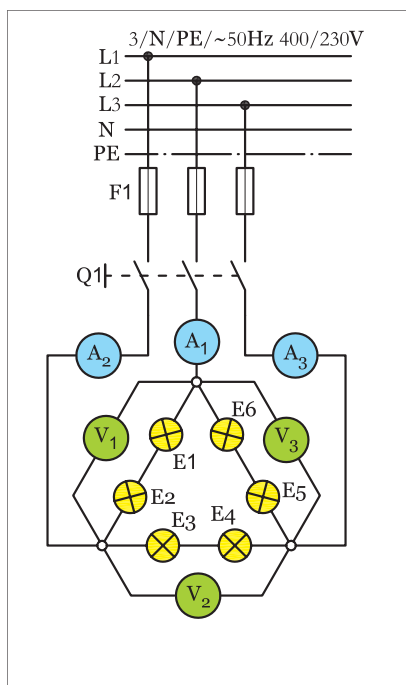 3/N/PE/~50Hz 400/230V
L1
L2
L3
N
PE
F1
Q1
A1
A2
A3
V1
E6
V3
E1
E2
E5
E3
E4
V2